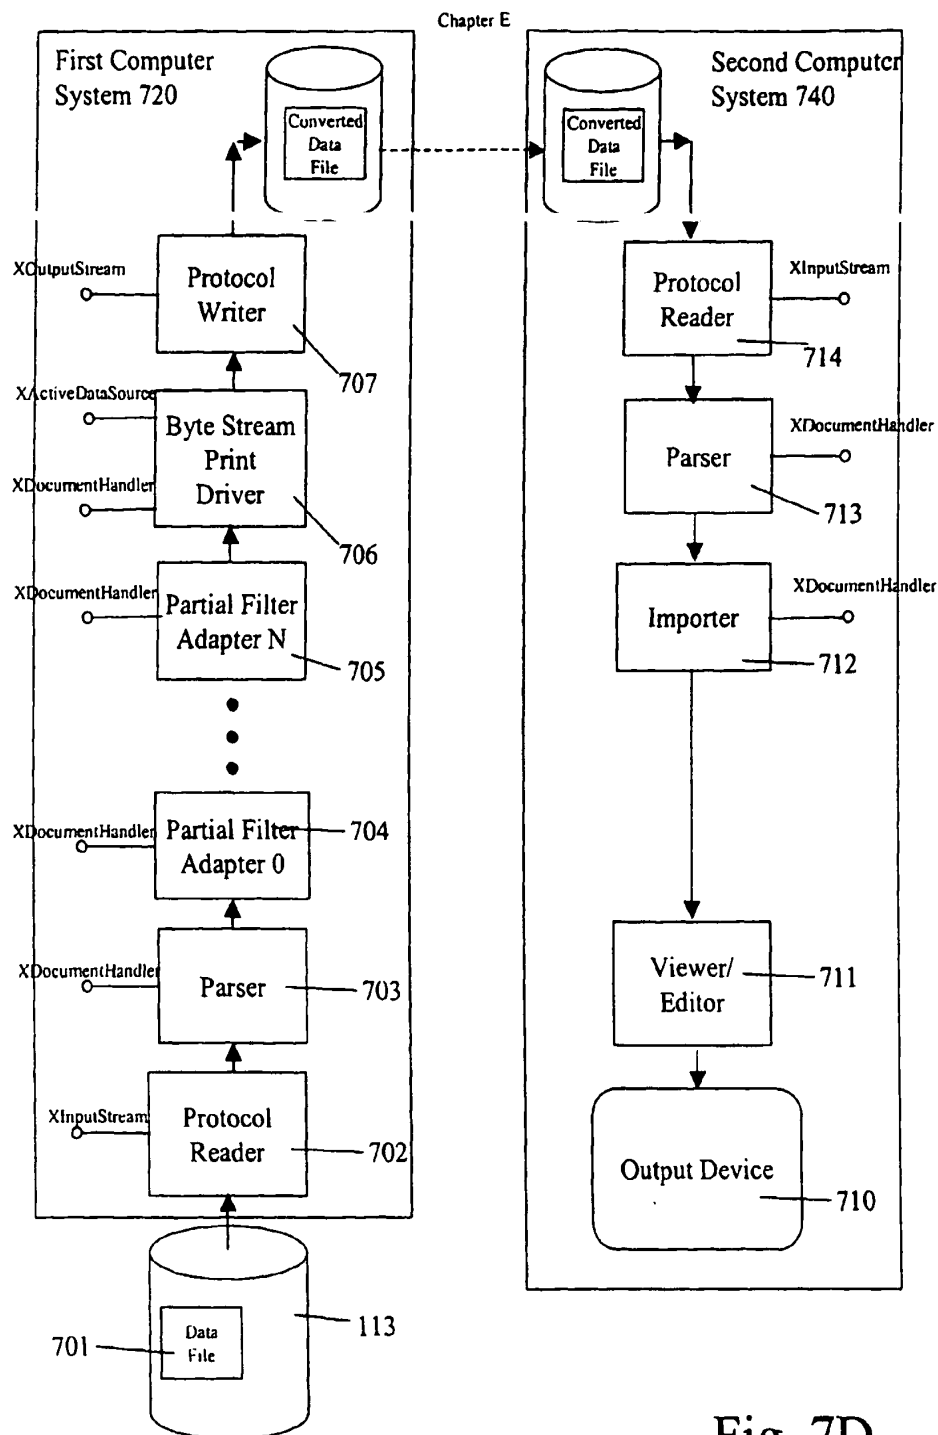 Chapter E
First Computer
System 720
Converted
Data
File
XOutputStream
Protocol
Writer
707
XActiveDataSource
Byte Stream
Print
Driver
XDocumentHandler
706
XDocumentHandler
Partial Filter
Adapter N
705
XDocumentHandler
Partial Filter
Adapter 0
704
XDocumentHandler
Parser
703
XInputStream
Protocol
Reader
702
701
Data
File
113
Second Computer
System 740
Converted
Data
File
XInputStream
Protocol
Reader
714
XDocumentHandler
Parser
713
XDocumentHandler
Importer
712
Viewer/
Editor
711
Output Device
710
Fig. 7D